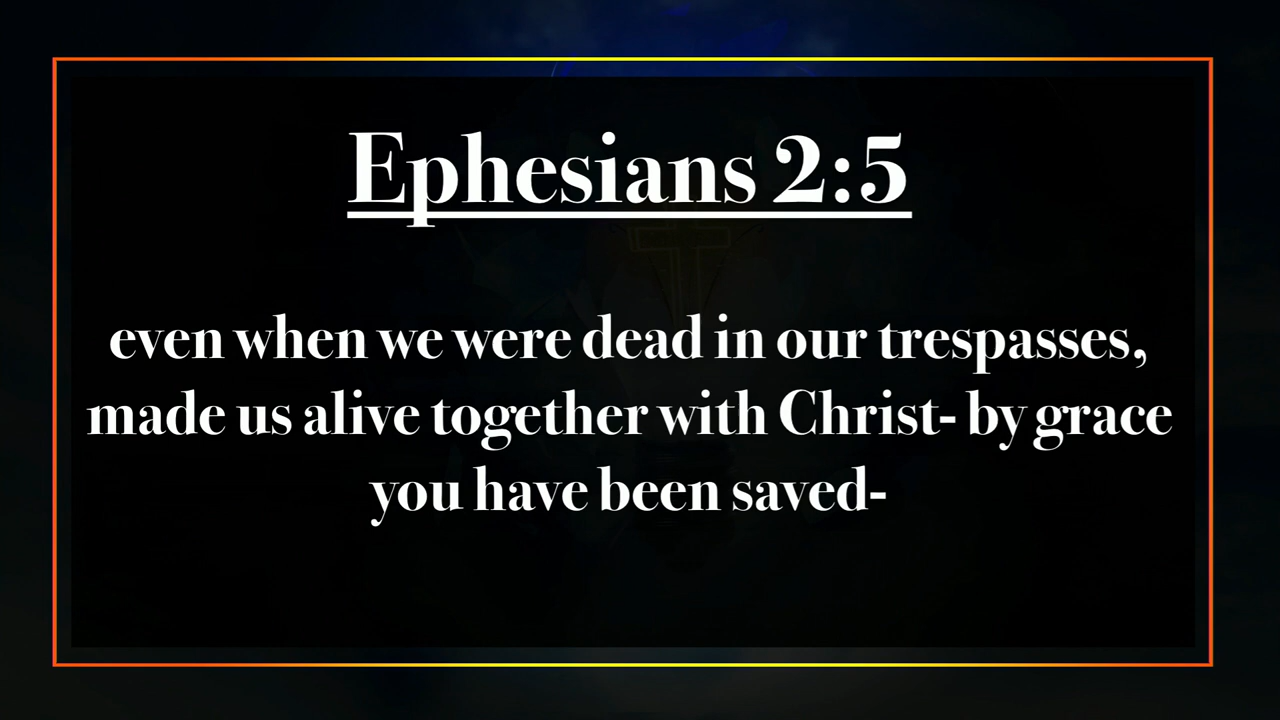 Ephesians 2:5
even when we were dead in our trespasses,
made us alive together with Christ- by grace
you have been saved-